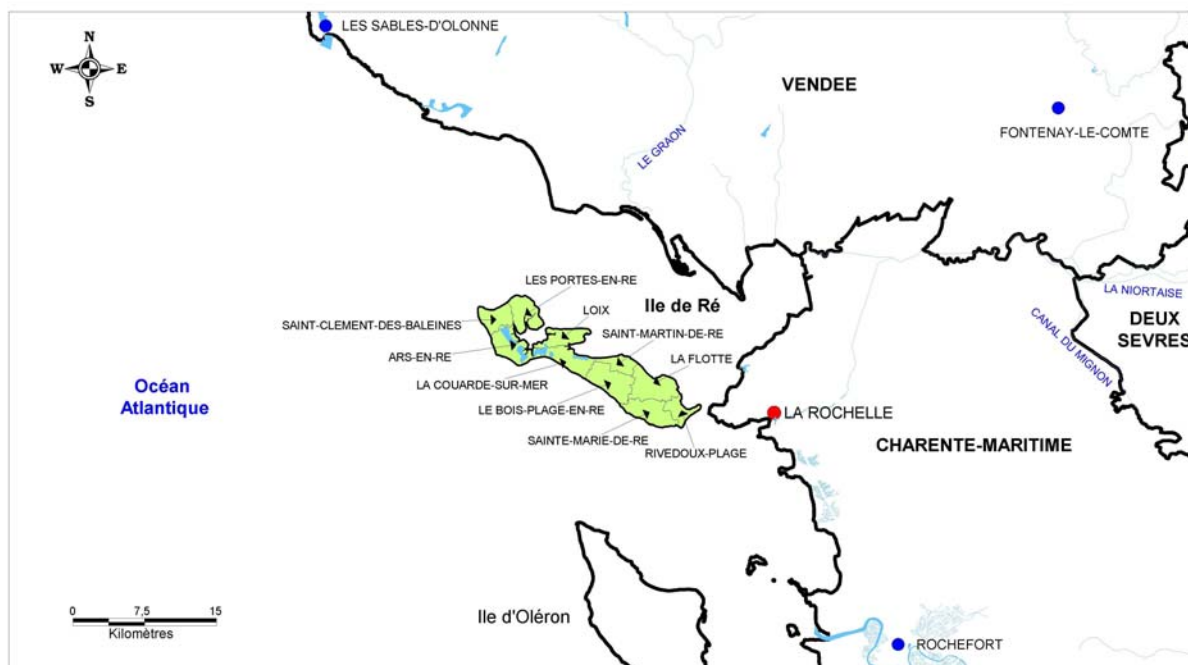 LES SABLES-D'OLONNE
N
W E
S
VENDEE
FONTENAY-LE-COMTE
LE GRAON
LES PORTES-EN-RE
Ile de Ré
LOIX
SAINT-CLEMENT-DES-BALEINES
SAINT-MARTIN-DE-RE
ARS-EN-RE
LA FLOTTE
LA COUARDE-SUR-MER
LE BOIS-PLAGE-EN-RE
SAINTE-MARIE-DE-RE
RIVEDOUX-PLAGE
LA NIORTAISE
CANAL DU MIGNON
DEUX
SEVRES
Océan
Atlantique
LA ROCHELLE
CHARENTE-MARITIME
Ile d'Oléron
0 7,5 15
Kilomètres
ROCHEFORT